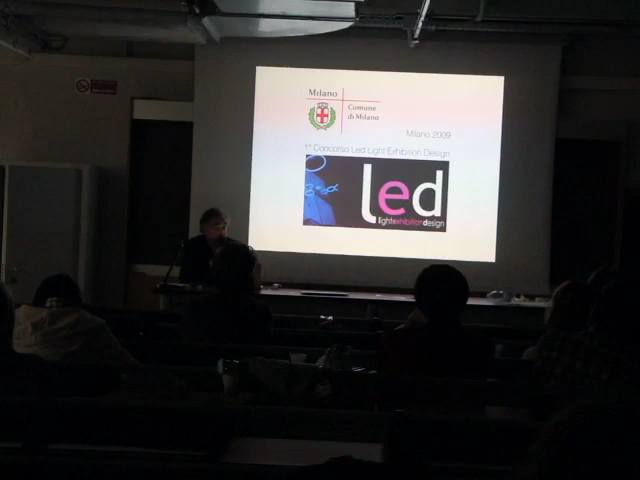 Milano
Comune
di Milano
Milano 2009
1° Concorso Led Light Exhibition Design
led
lightexhibitiondesign